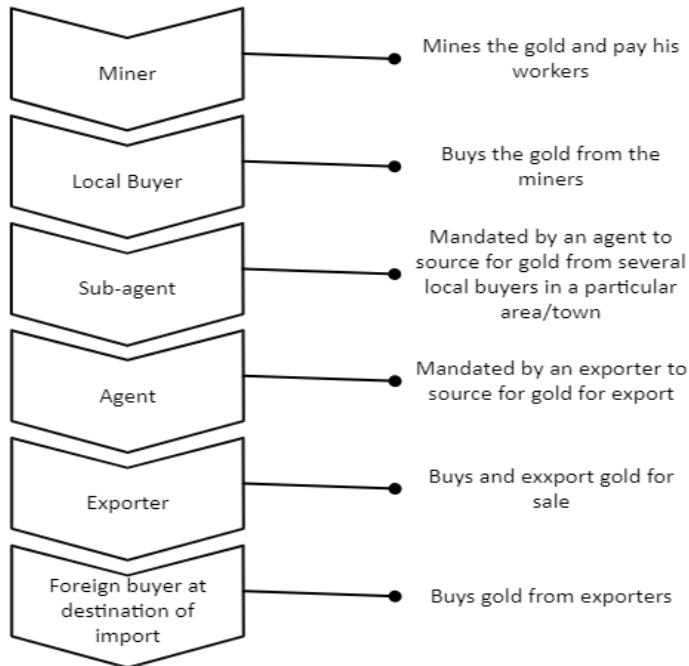 Miner
Mines the gold and pay his
workers
Local Buyer
Buys the gold from the
miners
Sub-agent
Mandated by an agent to
source for gold from several
local buyers in a particular
area/town
Agent
Mandated by an exporter to
source for gold for export
Exporter
Buys and exxport gold for
sale
Foreign buyer at
destination of
import
Buys gold from exporters